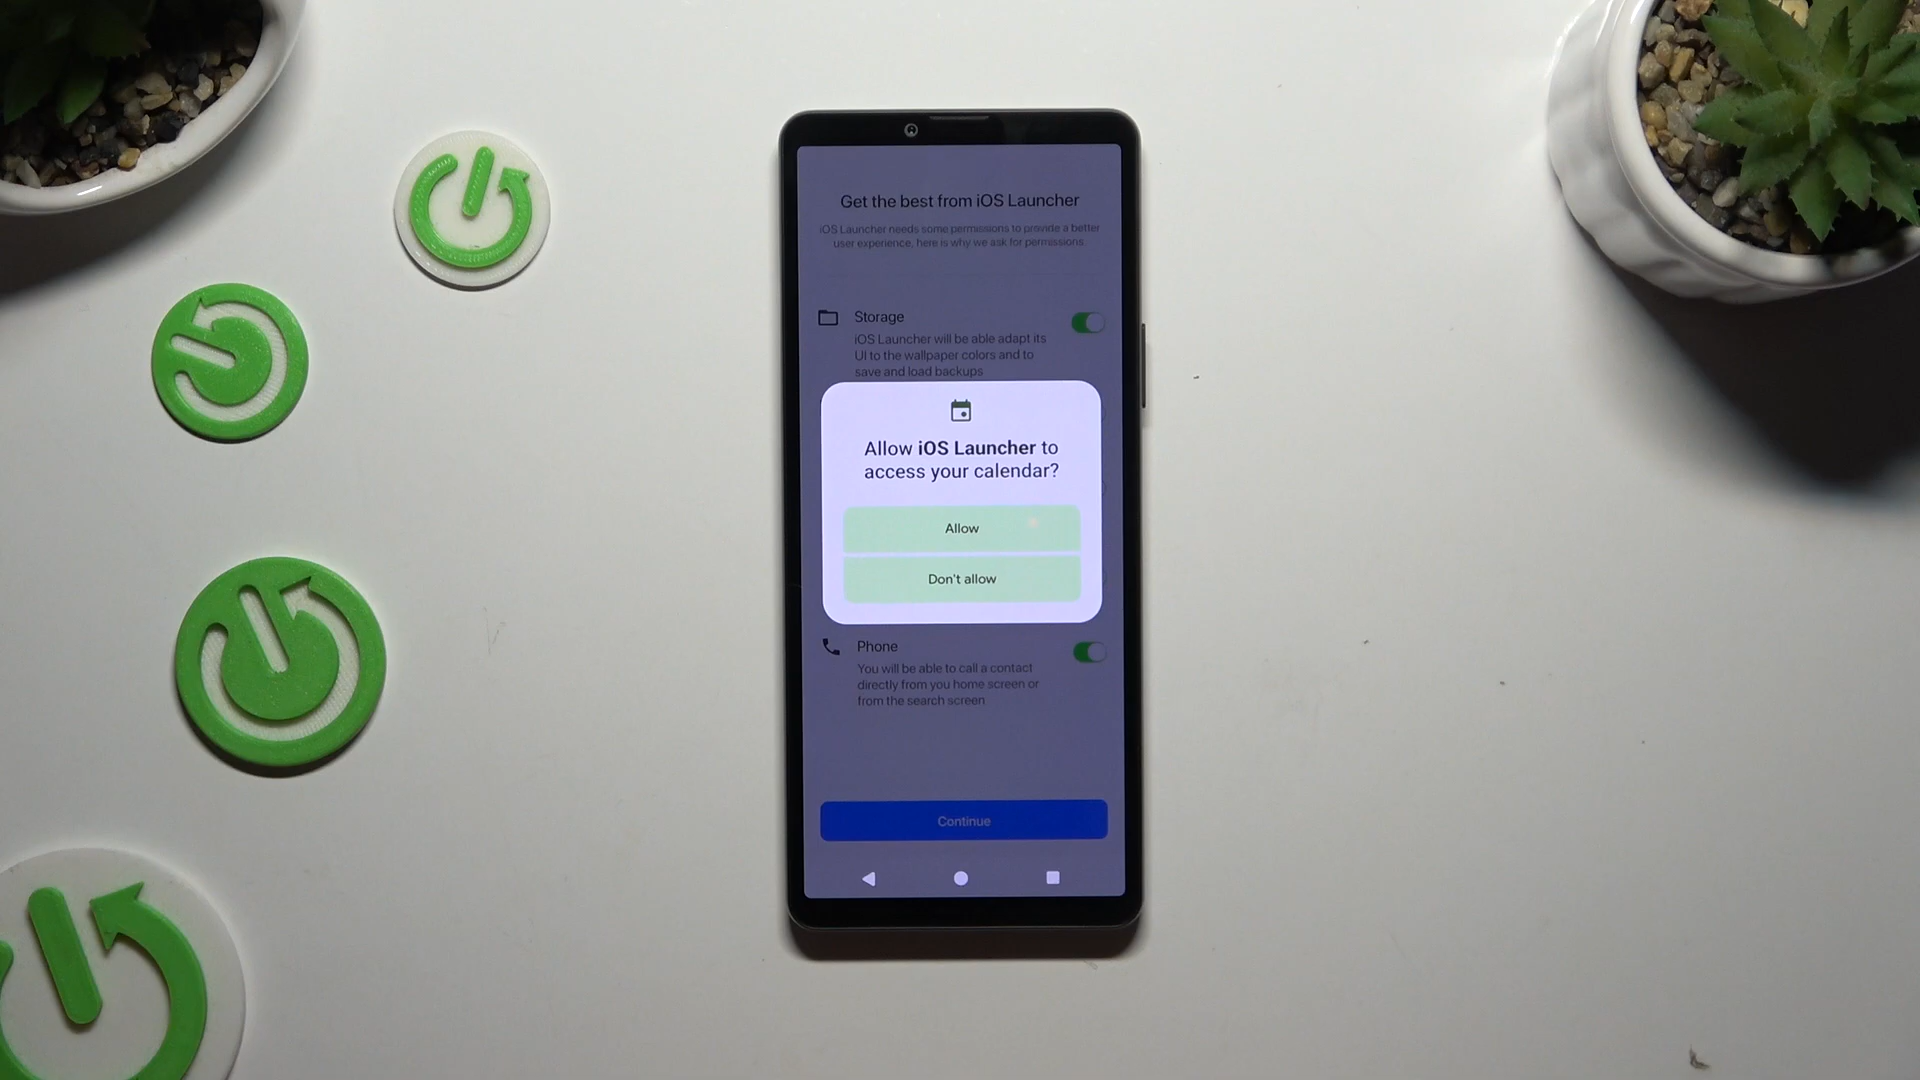 Get the best from iOS Launcher
iOS Launcher needs some permissions to provide a better
user experience, here is why we ask for permissions.
Storage
iOS Launcher will be able adapt its
UI to the wallpaper colors and to
save and load backups
Allow iOS Launcher to
access your calendar?
Allow
Don't allow
Phone
You will be able to call a contact
directly from you home screen or
from the search screen
Continue